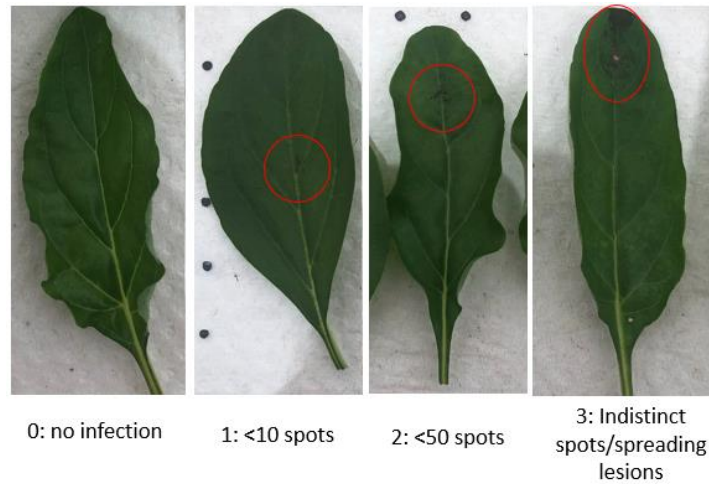 0: no infection
1: <10 spots
2: <50 spots
3: Indistinct
spots/spreading
lesions